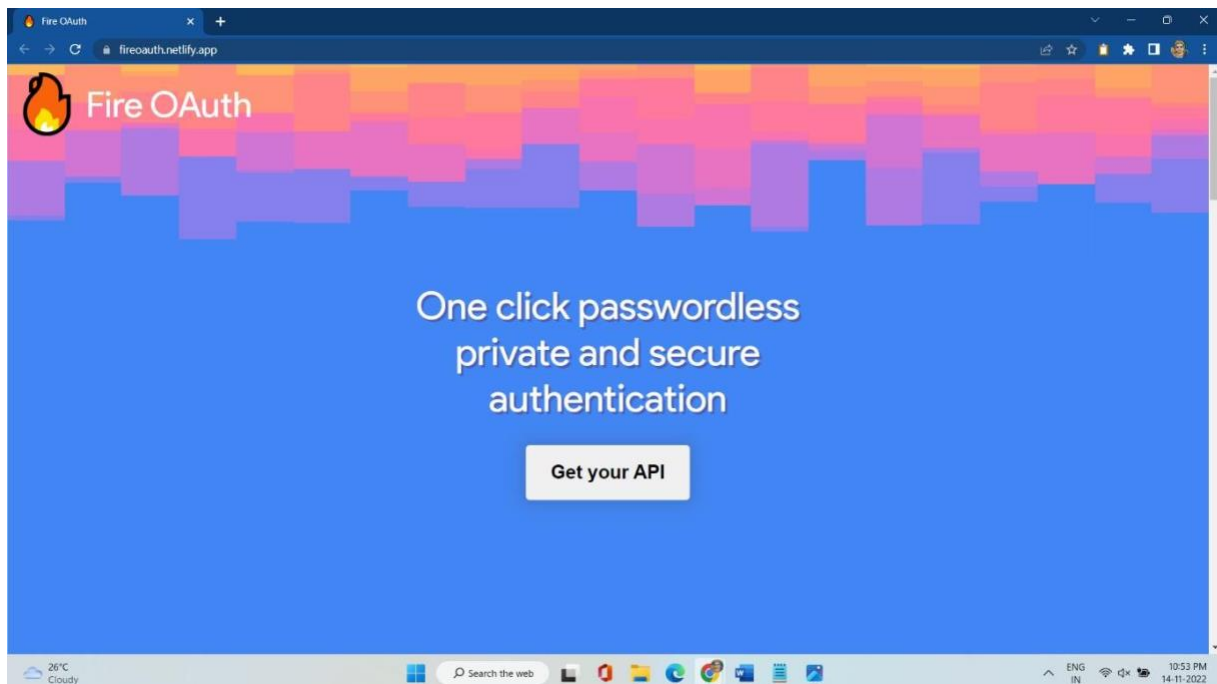 Fire OAuth
fireoauth.netlify.app
Fire OAuth
One click passwordless
private and secure
authentication
Get your API
26°C
Cloudy
Search the web
ENG
IN
10:53 PM
14-11-2022